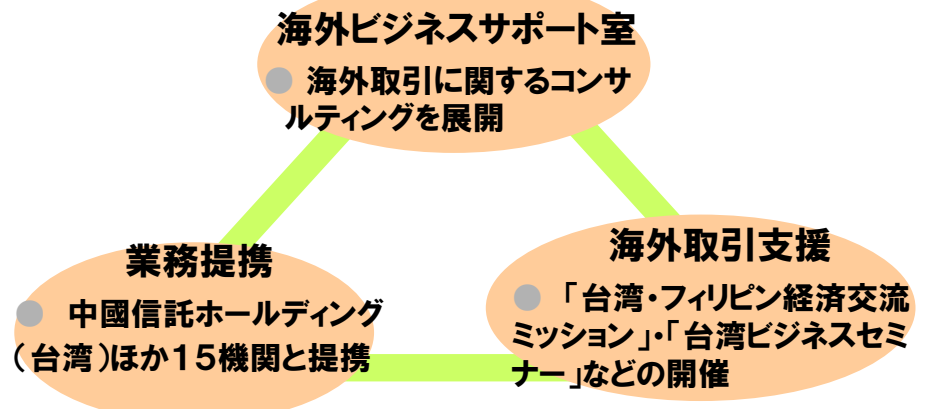 海外ビジネスサポート室
● 海外取引に関するコンサ
ルティングを展開
業務提携
● 中國信託ホールディング
（台湾）ほか１５機関と提携
海外取引支援
● 「台湾・フィリピン経済交流
ミッション」・「台湾ビジネスセミ
ナー」などの開催